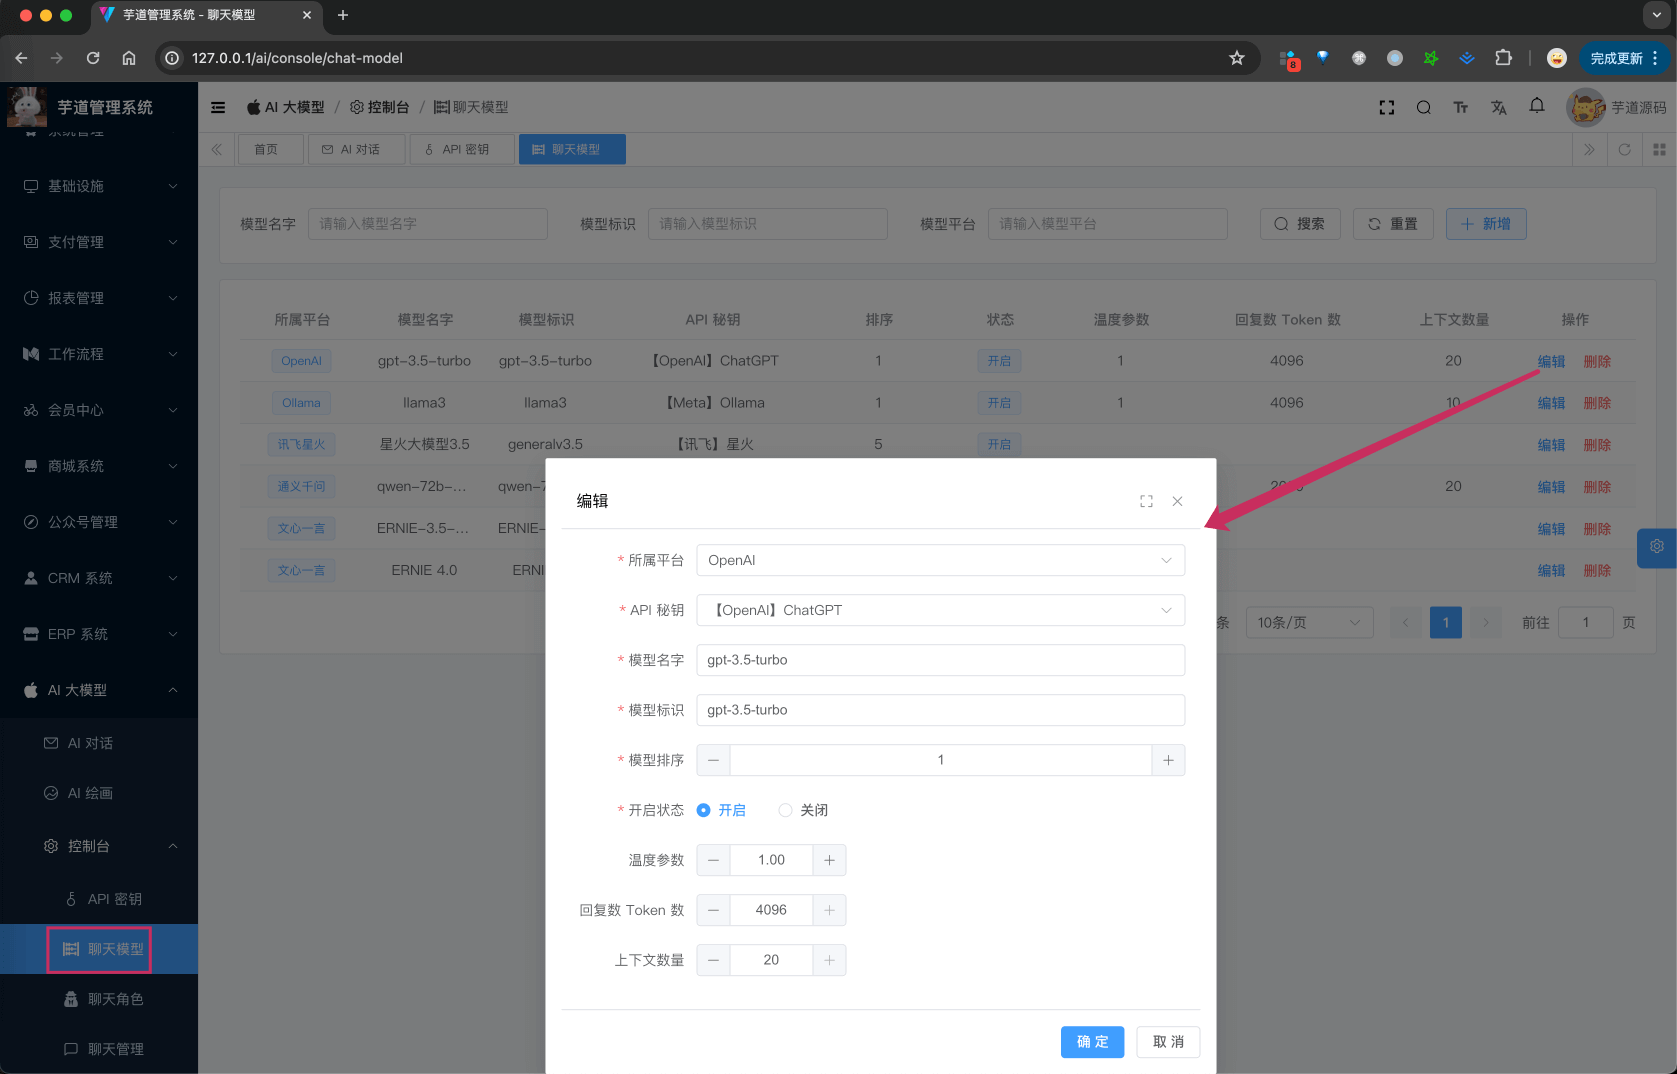 芋道管理系统 - 聊天模型
127.0.0.1/ai/console/chat-model
8
完成更新
芋道管理系统
AI 大模型 / 控制台 / 聊天模型
芋道源码
系统管理
首页
AI 对话
API 密钥
聊天模型
基础设施
支付管理
报表管理
工作流程
会员中心
商城系统
公众号管理
CRM 系统
ERP 系统
AI 大模型
AI 对话
AI 绘画
控制台
API 密钥
聊天模型
聊天角色
聊天管理
模型名字 请输入模型名字 模型标识 请输入模型标识 模型平台 请输入模型平台 搜索 重置 新增
所属平台 模型名字 模型标识 API 秘钥 排序 状态 温度参数 回复数 Token 数 上下文数量 操作
OpenAI gpt-3.5-turbo gpt-3.5-turbo 【OpenAI】ChatGPT 1 开启 1 4096 20 编辑 删除
Ollama llama3 llama3 【Meta】Ollama 1 开启 1 4096 10 编辑 删除
讯飞星火 星火大模型3.5 generalv3.5 【讯飞】星火 5 开启 编辑 删除
通义千问 qwen-72b-... qwen-7 20 编辑 删除
文心一言 ERNIE-3.5-... ERNIE- 编辑 删除
文心一言 ERNIE 4.0 ERNI 编辑 删除
条 10条/页 1 前往 1 页
编辑
* 所属平台 OpenAI
* API 秘钥 【OpenAI】ChatGPT
* 模型名字 gpt-3.5-turbo
* 模型标识 gpt-3.5-turbo
* 模型排序 1
* 开启状态 开启 关闭
温度参数 1.00
回复数 Token 数 4096
上下文数量 20
确 定 取 消